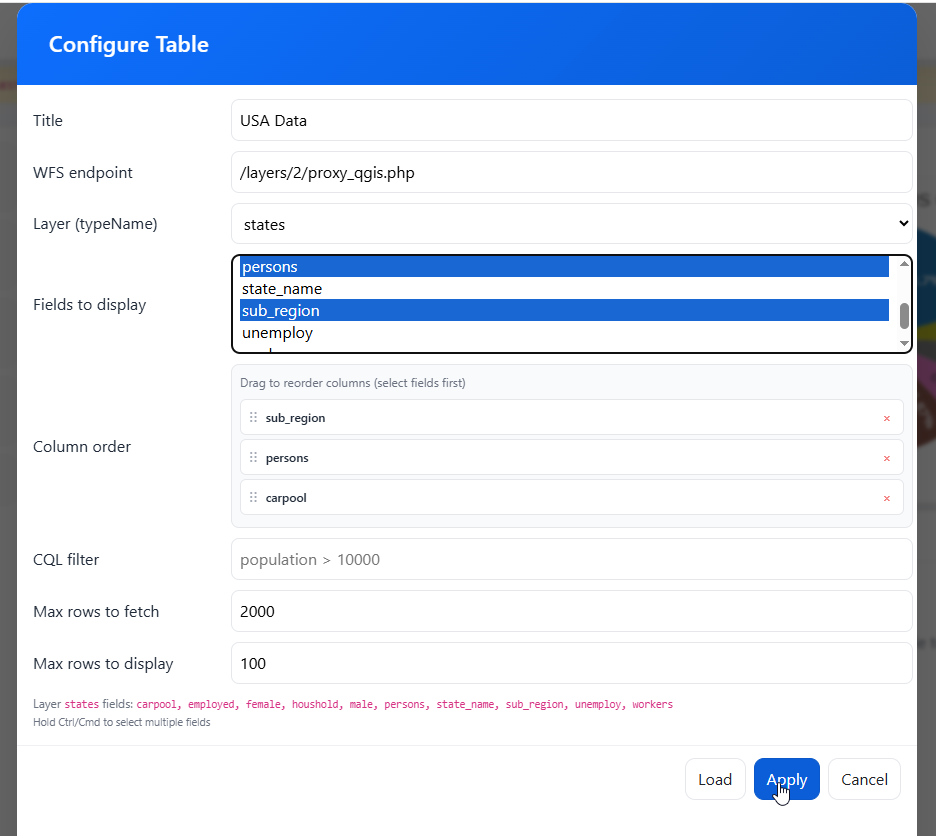 Configure Table
Title
USA Data
WFS endpoint
/layers/2/proxy_qgis.php
Layer (typeName)
states
Fields to display
persons
state_name
sub_region
unemploy
Column order
Drag to reorder columns (select fields first)
sub_region ×
persons ×
carpool ×
CQL filter
population > 10000
Max rows to fetch
2000
Max rows to display
100
Layer states fields: carpool, employed, female, houshold, male, persons, state_name, sub_region, unemploy, workers
Hold Ctrl/Cmd to select multiple fields
Load
Apply
Cancel